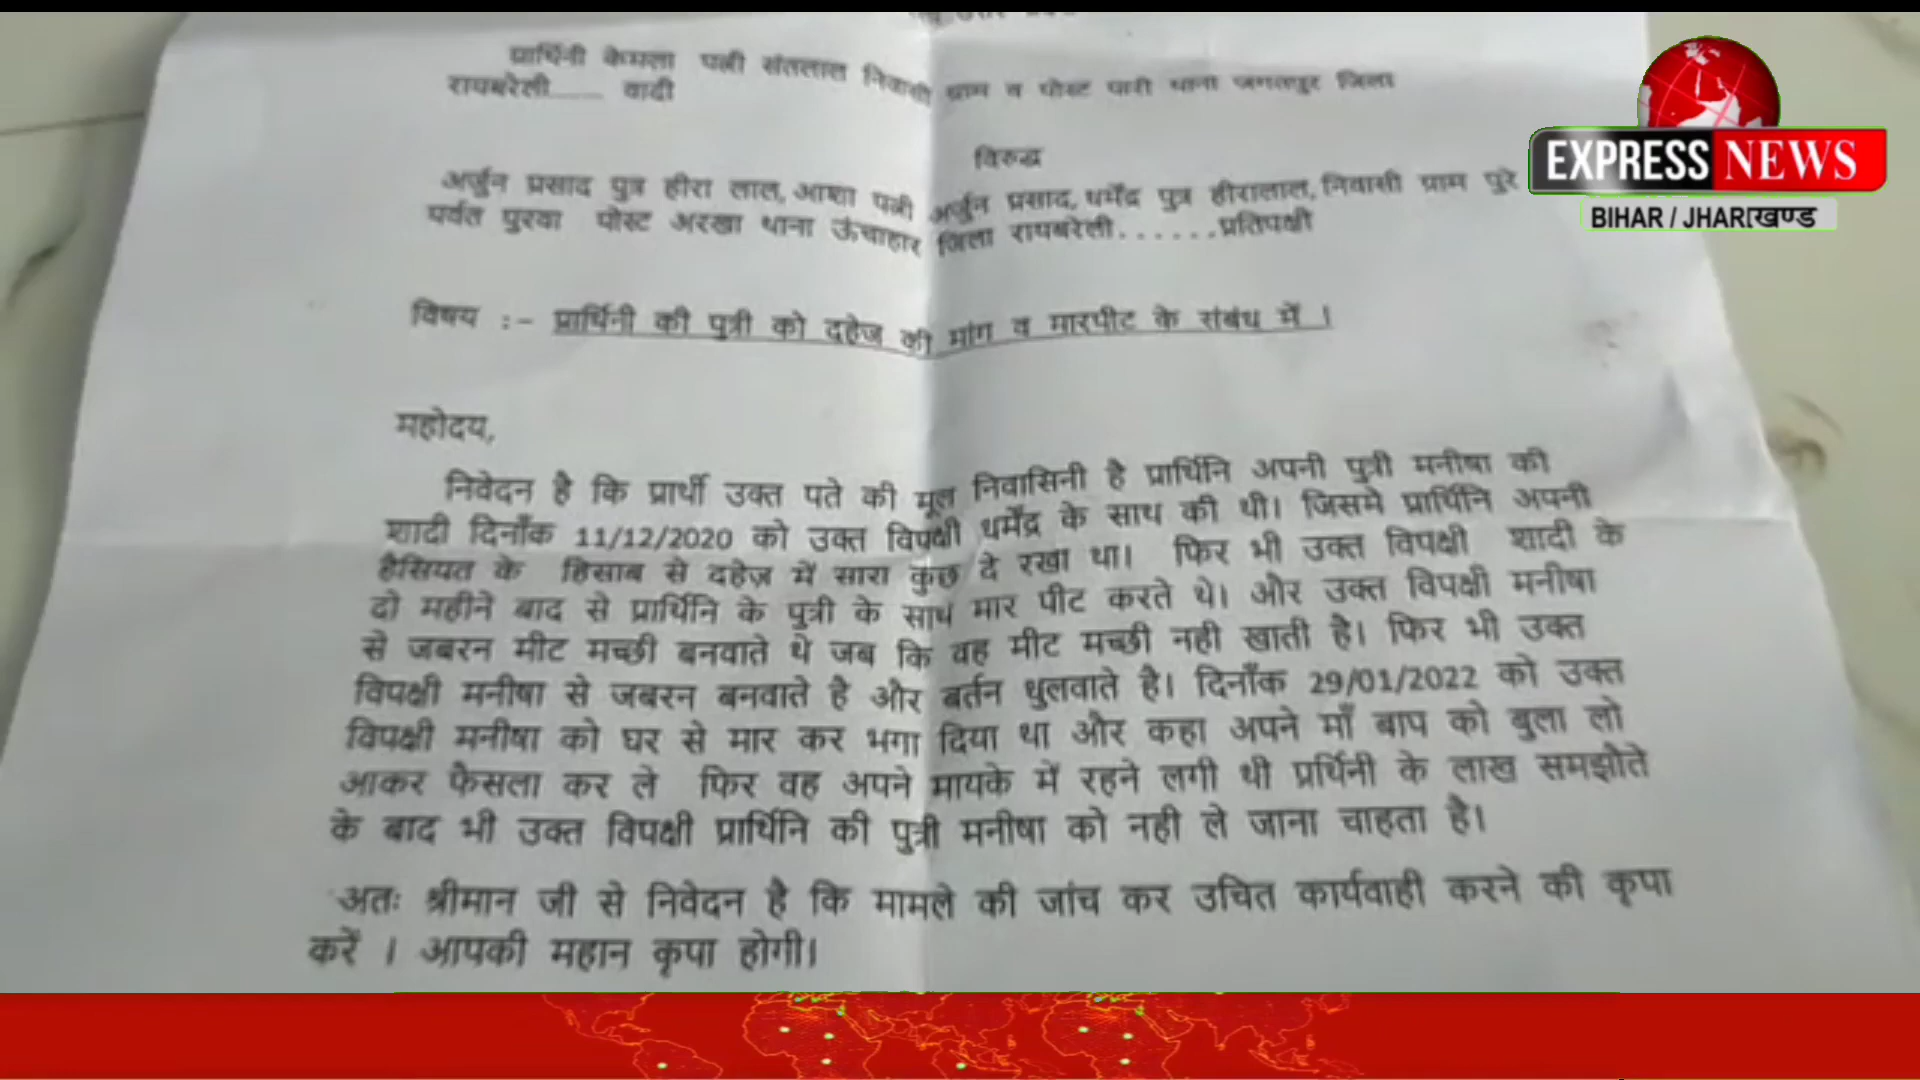 प्रार्थिनी केमला पत्नी संतलाल निवासी ग्राम व पोस्ट पारी थाना जगतपुर जिला
रायबरेली...... वादी
विरुद्ध
अर्जुन प्रसाद पुत्र हीरा लाल, आशा पत्नी अर्जुन प्रसाद, धर्मेंद्र पुत्र हीरालाल, निवासी ग्राम पुरे
पर्वत पुरवा पोस्ट अरखा थाना ऊंचाहार जिला रायबरेली.......प्रतिपक्षी
विषय :- प्रार्थिनी की पुत्री को दहेज की मांग व मारपीट के संबंध में ।
महोदय,
निवेदन है कि प्रार्थी उक्त पते की मूल निवासिनी है प्रार्थिनि अपनी पुत्री मनीषा की
शादी दिनाँक 11/12/2020 को उक्त विपक्षी धर्मेंद्र के साथ की थी। जिसमे प्रार्थिनि अपनी
हैसियत के हिसाब से दहेज़ में सारा कुछ दे रखा था। फिर भी उक्त विपक्षी शादी के
दो महीने बाद से प्रार्थिनि के पुत्री के साथ मार पीट करते थे। और उक्त विपक्षी मनीषा
से जबरन मीट मच्छी बनवाते थे जब कि वह मीट मच्छी नही खाती है। फिर भी उक्त
विपक्षी मनीषा से जबरन बनवाते है और बर्तन धुलवाते है। दिनाँक 29/01/2022 को उक्त
विपक्षी मनीषा को घर से मार कर भगा दिया था और कहा अपने माँ बाप को बुला लो
आकर फैसला कर ले फिर वह अपने मायके में रहने लगी थी प्रर्थिनी के लाख समझौते
के बाद भी उक्त विपक्षी प्रार्थिनि की पुत्री मनीषा को नही ले जाना चाहता है।
अतः श्रीमान जी से निवेदन है कि मामले की जांच कर उचित कार्यवाही करने की कृपा
करें । आपकी महान कृपा होगी।
EXPRESS NEWS
BIHAR / JHARखण्ड